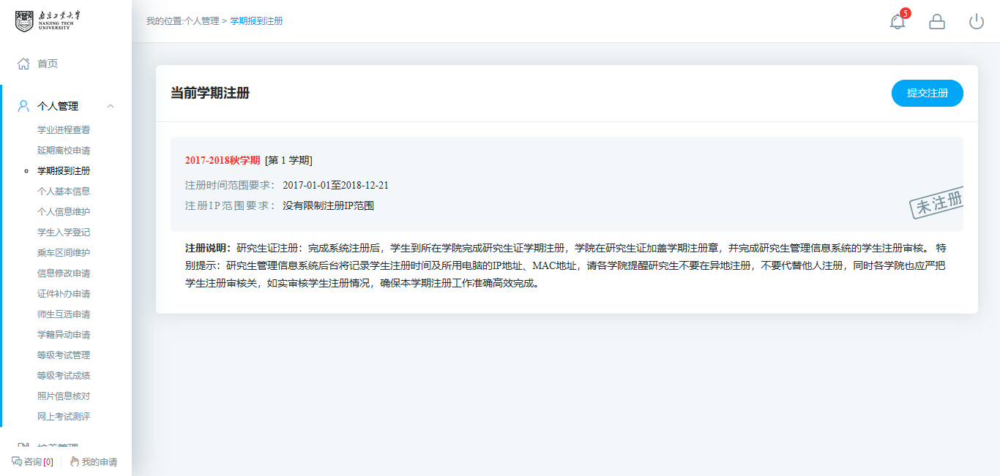 南京工业大学
NANJING TECH
UNIVERSITY
我的位置:个人管理 > 学期报到注册
5
首页
个人管理
学业进程查看
延期离校申请
学期报到注册
个人基本信息
个人信息维护
学生入学登记
乘车区间维护
信息修改申请
证件补办申请
师生互选申请
学籍异动申请
等级考试管理
等级考试成绩
照片信息核对
网上考试测评
培养管理
咨询[0]
我的申请
当前学期注册
提交注册
2017-2018秋学期 [第 1 学期]
注册时间范围要求： 2017-01-01至2018-12-21
注册IP范围要求： 没有限制注册IP范围
未注册
注册说明：研究生证注册：完成系统注册后，学生到所在学院完成研究生证学期注册，学院在研究生证加盖学期注册章，并完成研究生管理信息系统的学生注册审核。 特
别提示：研究生管理信息系统后台将记录学生注册时间及所用电脑的IP地址、MAC地址，请各学院提醒研究生不要在异地注册，不要代替他人注册，同时各学院也应严把
学生注册审核关，如实审核学生注册情况，确保本学期注册工作准确高效完成。